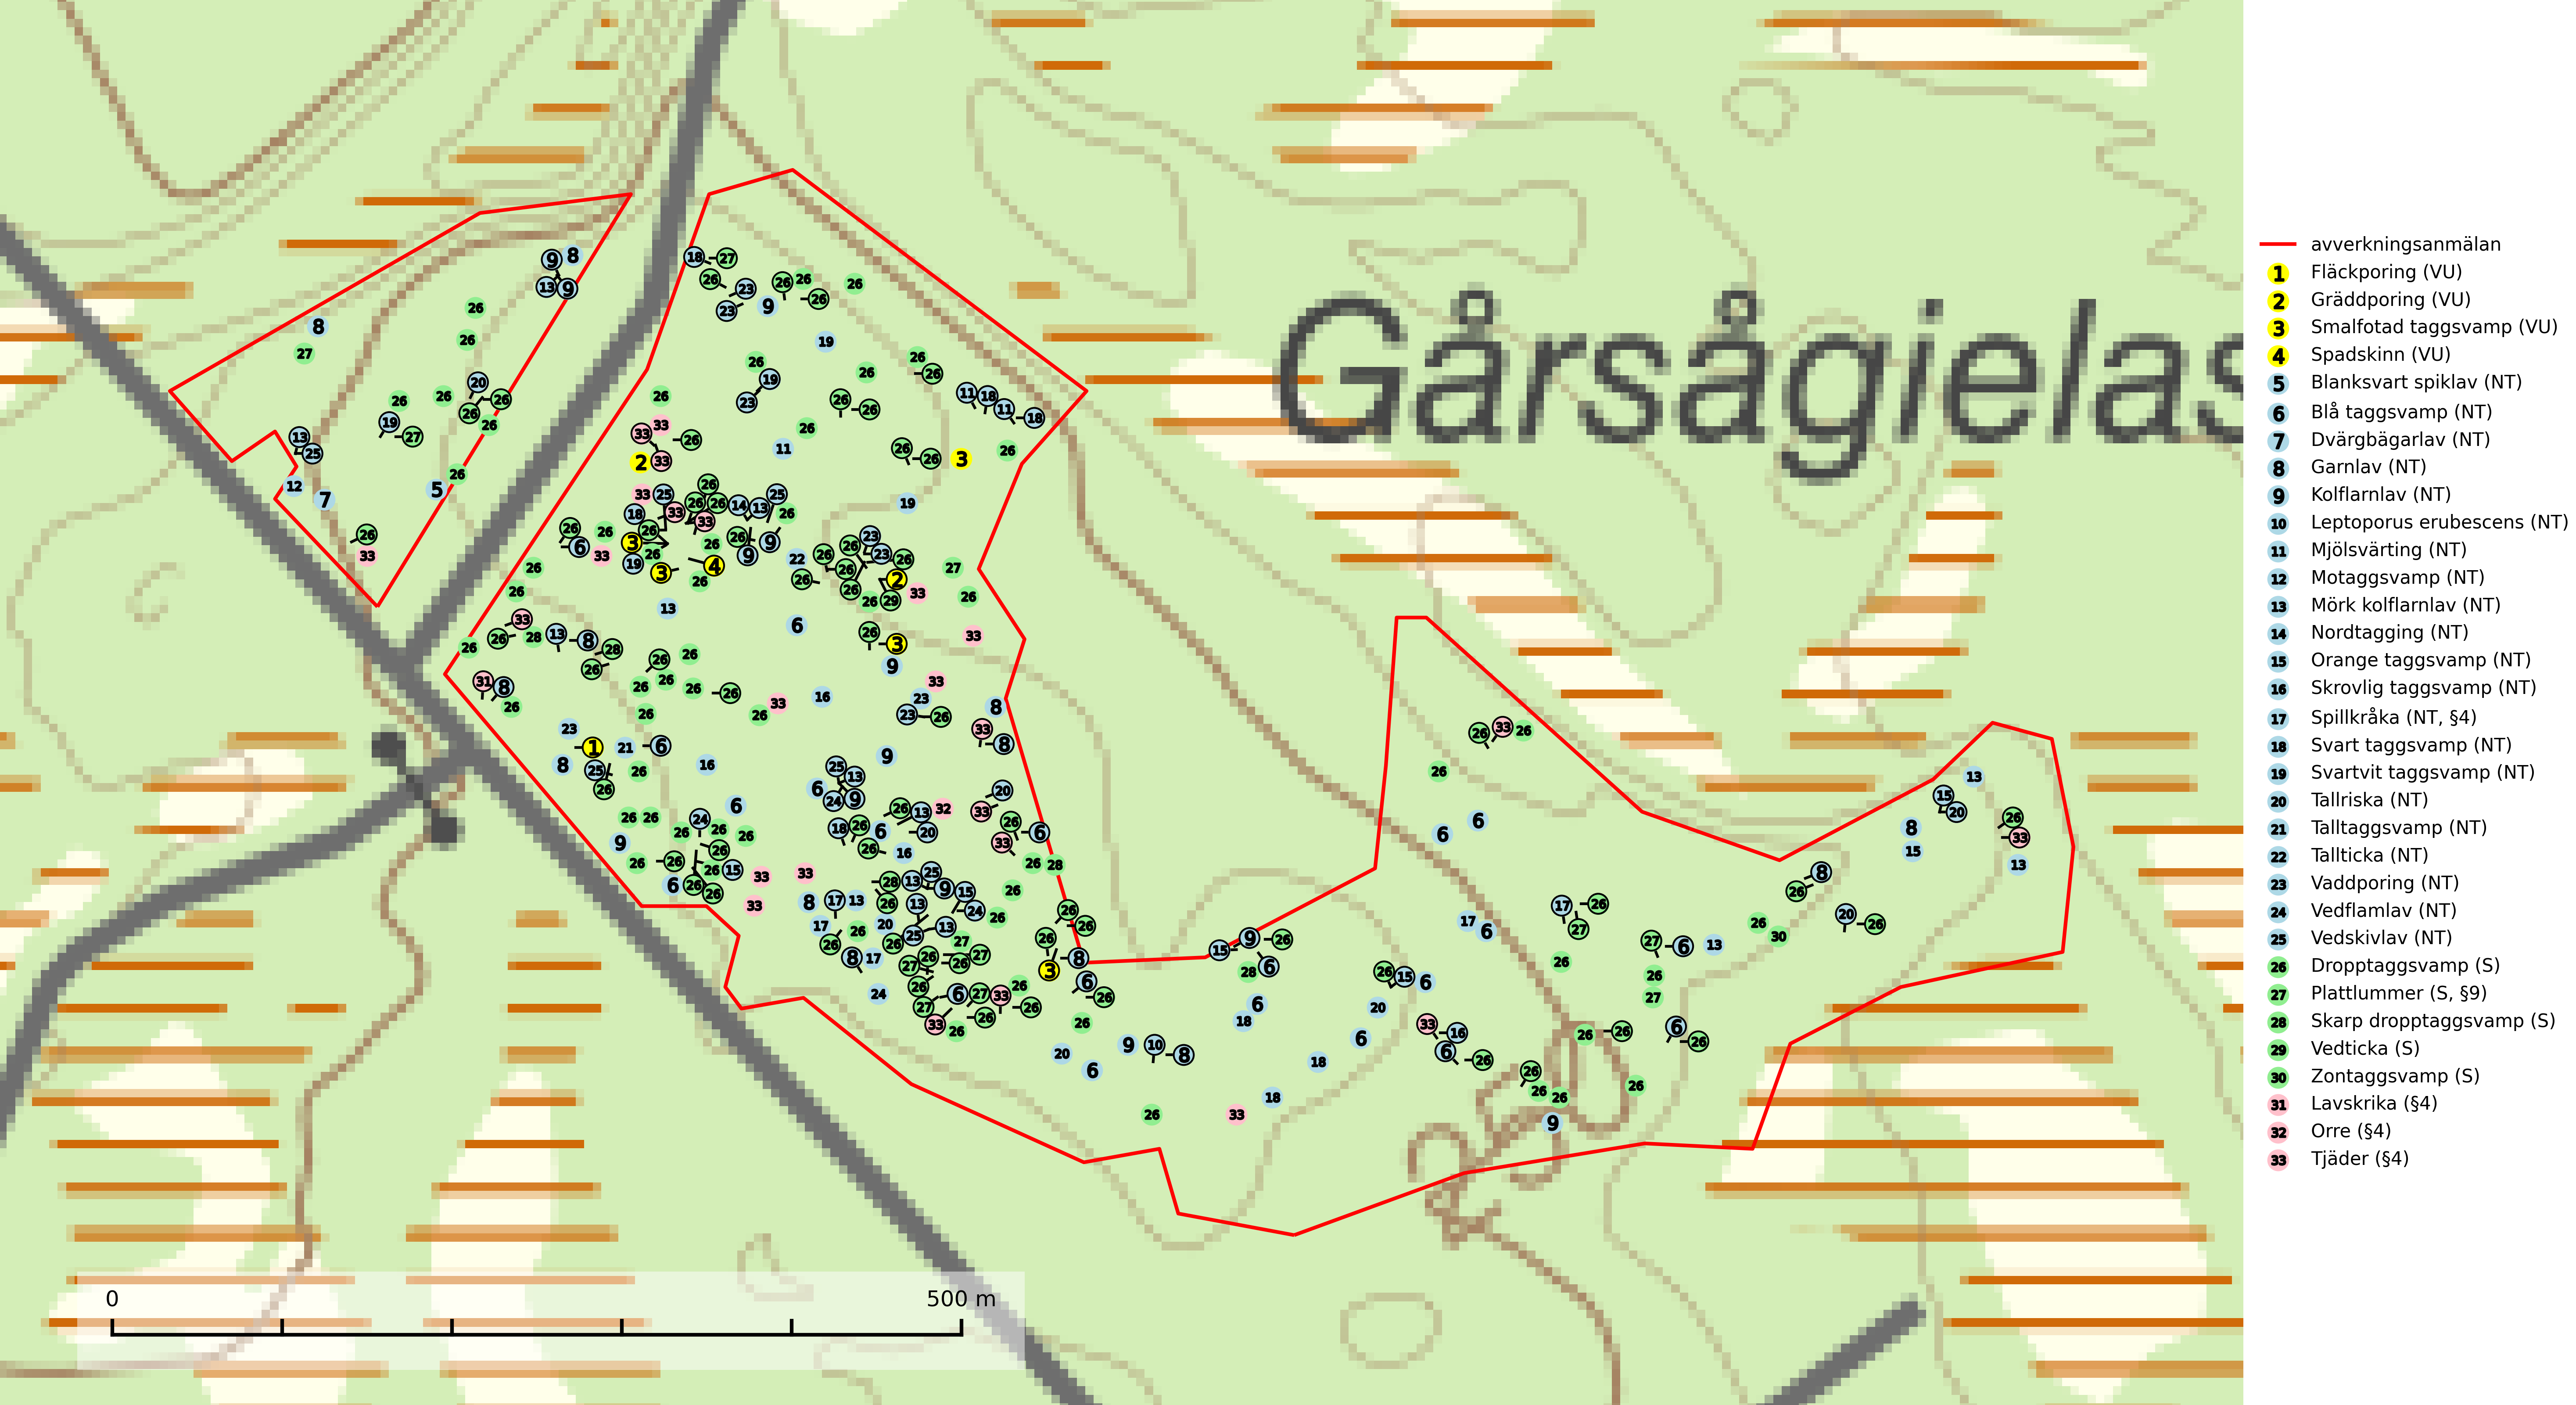 Gårsågielas
avverkningsanmälan
1 Fläckporing (VU)
2 Gräddporing (VU)
3 Smalfotad taggsvamp (VU)
4 Spadskinn (VU)
5 Blanksvart spiklav (NT)
6 Blå taggsvamp (NT)
7 Dvärgbägarlav (NT)
8 Garnlav (NT)
9 Kolflarnlav (NT)
10 Leptoporus erubescens (NT)
11 Mjölsvärting (NT)
12 Motaggsvamp (NT)
13 Mörk kolflarnlav (NT)
14 Nordtagging (NT)
15 Orange taggsvamp (NT)
16 Skrovlig taggsvamp (NT)
17 Spillkråka (NT, §4)
18 Svart taggsvamp (NT)
19 Svartvit taggsvamp (NT)
20 Tallriska (NT)
21 Talltaggsvamp (NT)
22 Tallticka (NT)
23 Vaddporing (NT)
24 Vedflamlav (NT)
25 Vedskivlav (NT)
26 Dropptaggsvamp (S)
27 Plattlummer (S, §9)
28 Skarp dropptaggsvamp (S)
29 Vedticka (S)
30 Zontaggsvamp (S)
31 Lavskrika (§4)
32 Orre (§4)
33 Tjäder (§4)
0 500 m